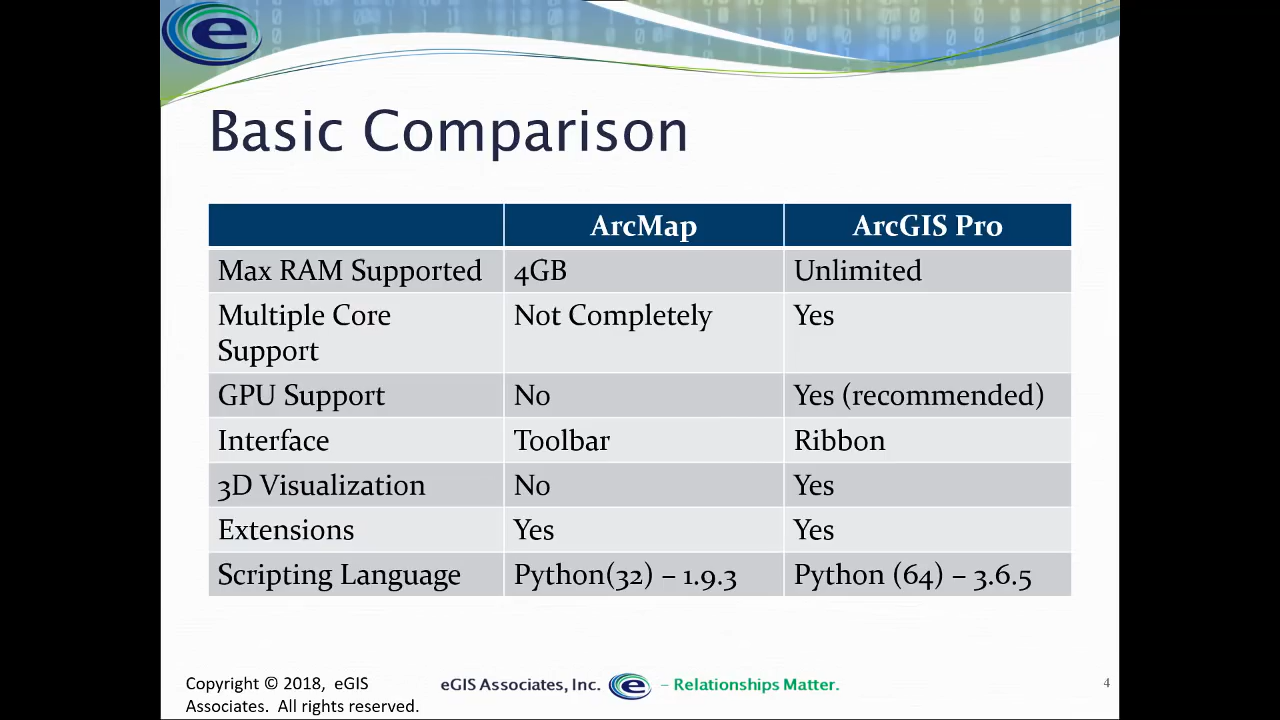 e
Basic Comparison
ArcMap ArcGIS Pro
Max RAM Supported 4GB Unlimited
Multiple Core Support Not Completely Yes
GPU Support No Yes (recommended)
Interface Toolbar Ribbon
3D Visualization No Yes
Extensions Yes Yes
Scripting Language Python(32) – 1.9.3 Python (64) – 3.6.5
Copyright © 2018, eGIS
Associates. All rights reserved.
eGIS Associates, Inc. e – Relationships Matter.
4